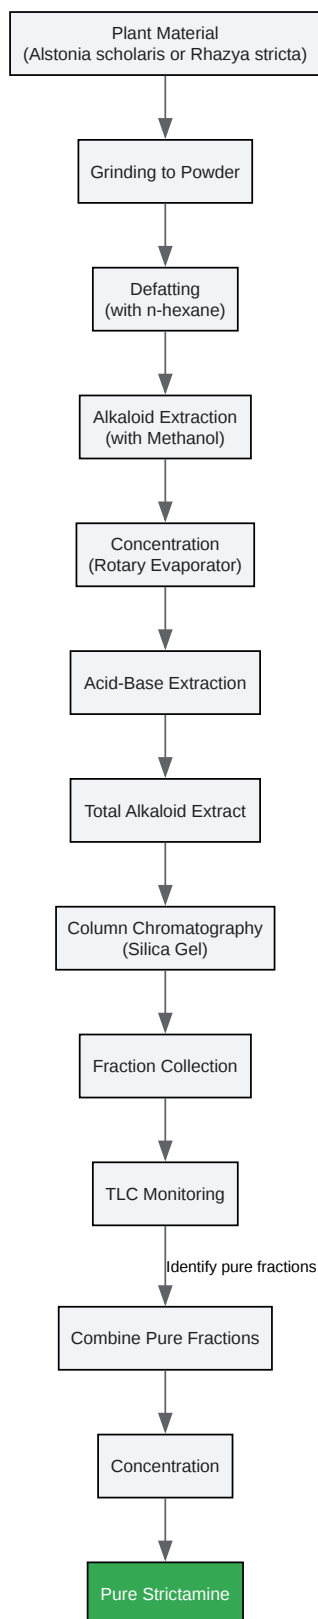 Plant Material
(Alstonia scholaris or Rhazya stricta)
Grinding to Powder
Defatting
(with n-hexane)
Alkaloid Extraction
(with Methanol)
Concentration
(Rotary Evaporator)
Acid-Base Extraction
Total Alkaloid Extract
Column Chromatography
(Silica Gel)
Fraction Collection
TLC Monitoring
Identify pure fractions
Combine Pure Fractions
Concentration
Pure Strictamine